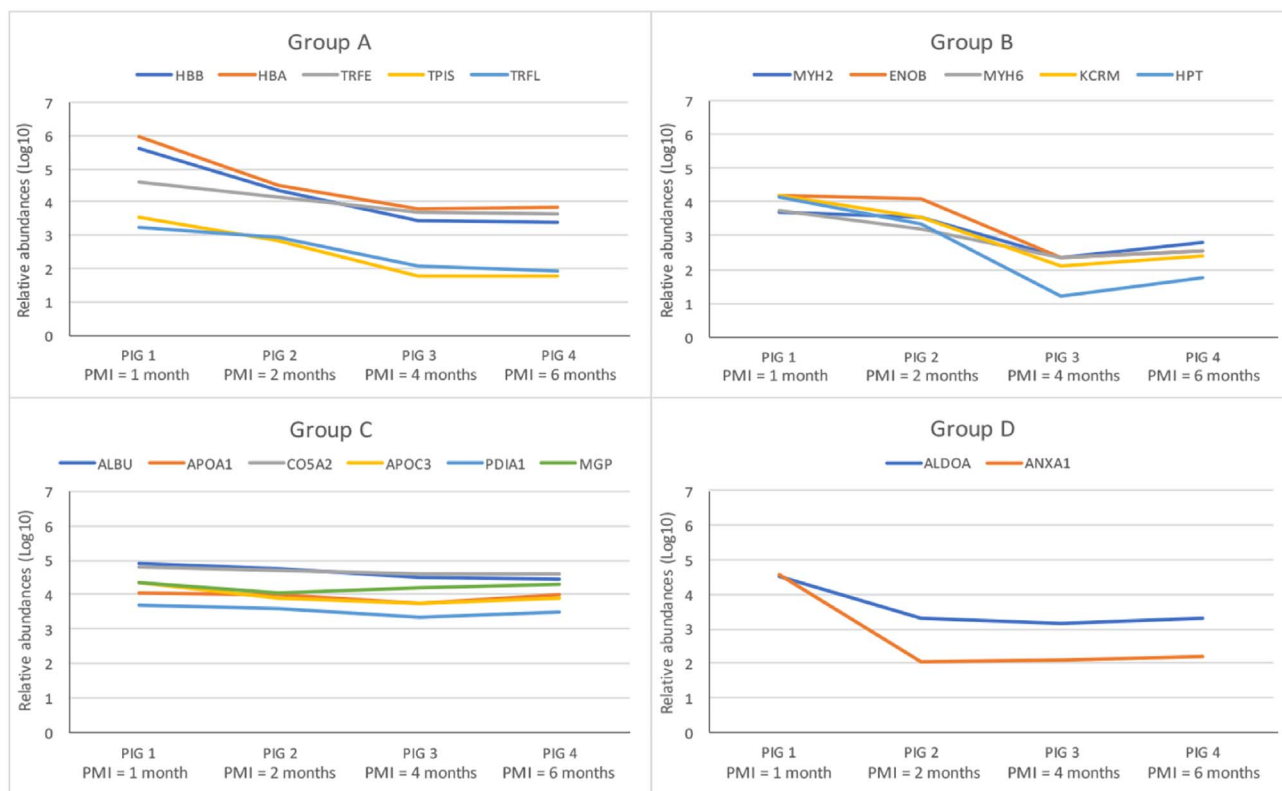 Group A
HBB HBA TRFE TPIS TRFL
Relative abundances (Log10)
7
6
5
4
3
2
1
0
PIG 1 PIG 2 PIG 3 PIG 4
PMI = 1 month PMI = 2 months PMI = 4 months PMI = 6 months
Group B
MYH2 ENOB MYH6 KCRM HPT
Relative abundances (Log10)
7
6
5
4
3
2
1
0
PIG 1 PIG 2 PIG 3 PIG 4
PMI = 1 month PMI = 2 months PMI = 4 months PMI = 6 months
Group C
ALBU APOA1 CO5A2 APOC3 PDIA1 MGP
Relative abundances (Log10)
7
6
5
4
3
2
1
0
PIG 1 PIG 2 PIG 3 PIG 4
PMI = 1 month PMI = 2 months PMI = 4 months PMI = 6 months
Group D
ALDOA ANXA1
Relative abundances (Log10)
7
6
5
4
3
2
1
0
PIG 1 PIG 2 PIG 3 PIG 4
PMI = 1 month PMI = 2 months PMI = 4 months PMI = 6 months